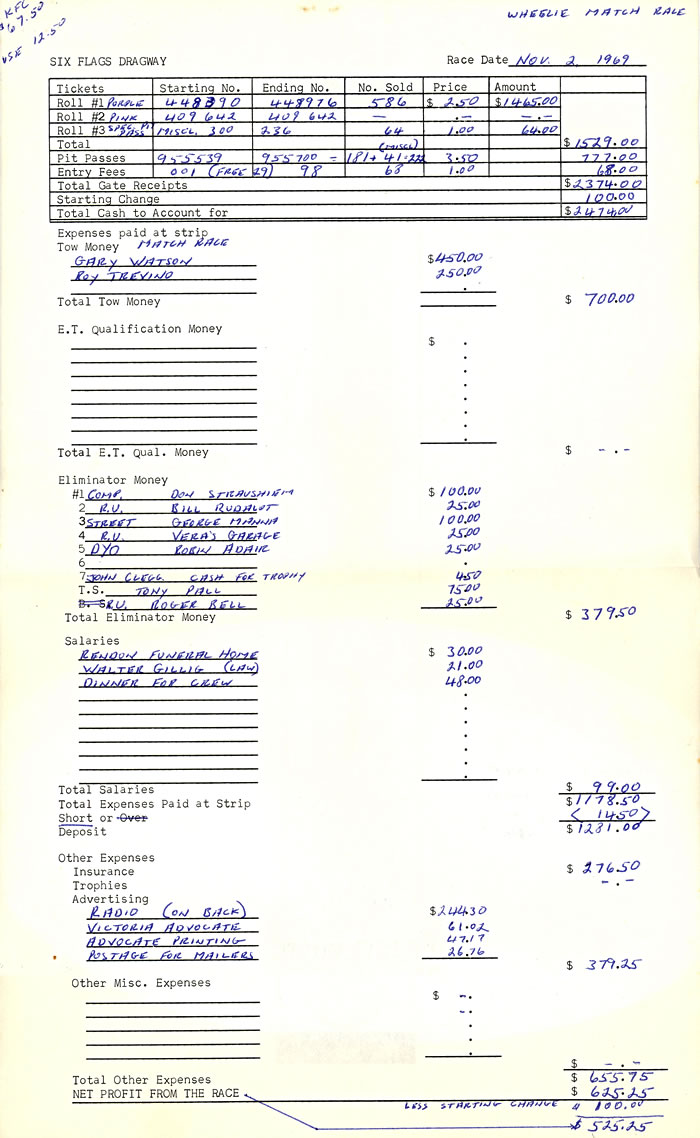 KFC
$167.50
USE 12.50
WHEELIE MATCH RACE
SIX FLAGS DRAGWAY Race Date NOV. 2, 1969
Tickets Starting No. Ending No. No. Sold Price Amount
Roll #1 PURPLE 448390 448976 586 $ 2.50 $1465.00
Roll #2 PINK 409 642 409 642 — -.- -.-
Roll #3 SPEC. PIT PASS MISCL. 300 236 64 1.00 64.00
Total (MISCL) $1529.00
Pit Passes 955539 955700 = 181+ 41=222 3.50 777.00
Entry Fees 001 (FREE 29) 98 68 1.00 68.00
Total Gate Receipts $2374.00
Starting Change 100.00
Total Cash to Account for $2474.00
Expenses paid at strip
Tow Money MATCH RACE
GARY WATSON $450.00
ROY TREVINO 250.00
.
Total Tow Money $ 700.00
E.T. Qualification Money
$ .
.
.
.
.
.
.
.
Total E.T. Qual. Money $ -.-
Eliminator Money
#1 COMP. DON STRAUSHIEM $100.00
2 R.U. BILL RUDALOT 25.00
3 STREET GEORGE MANNA 100.00
4 R.U. VERA'S GARAGE 25.00
5 DYO ROBIN ADAIR 25.00
6
7 JOHN CLEGG. CASH FOR TROPHY 4.50
T.S. TONY PALL 75.00
B. S. R.U. ROGER BELL 25.00
Total Eliminator Money $ 379.50
Salaries
RENDON FUNERAL HOME $ 30.00
WALTER GILLIG (LAW) 21.00
DINNER FOR CREW 48.00
.
.
.
.
.
.
.
Total Salaries $ 99.00
Total Expenses Paid at Strip $1178.50
Short or Over < 14.50>
Deposit $1281.00
Other Expenses
Insurance $ 276.50
Trophies -.-
Advertising
RADIO (ON BACK) $244.30
VICTORIA ADVOCATE 61.02
ADVOCATE PRINTING 47.17
POSTAGE FOR MAILERS 26.76
$ 379.25
Other Misc. Expenses
$ -.
-.
.
.
.
$ -.-
Total Other Expenses $ 655.75
NET PROFIT FROM THE RACE $ 625.25
LESS STARTING CHANGE $ 100.00
$ 525.25